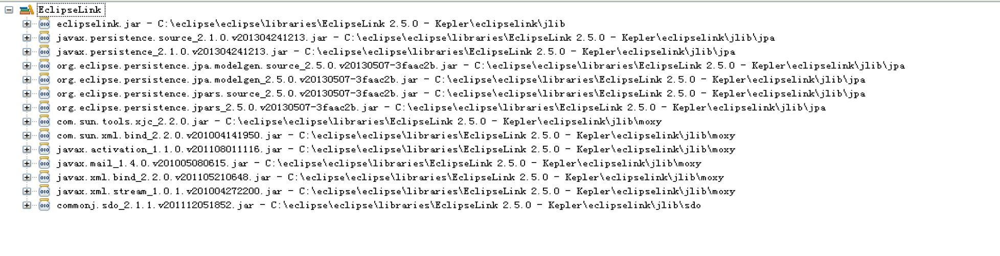 EclipseLink
eclipselink.jar - C:\eclipse\eclipse\libraries\EclipseLink 2.5.0 - Kepler\eclipselink\jlib
javax.persistence.source_2.1.0.v201304241213.jar - C:\eclipse\eclipse\libraries\EclipseLink 2.5.0 - Kepler\eclipselink\jlib\jpa
javax.persistence_2.1.0.v201304241213.jar - C:\eclipse\eclipse\libraries\EclipseLink 2.5.0 - Kepler\eclipselink\jlib\jpa
org.eclipse.persistence.jpa.modelgen.source_2.5.0.v20130507-3faac2b.jar - C:\eclipse\eclipse\libraries\EclipseLink 2.5.0 - Kepler\eclipselink\jlib\jpa
org.eclipse.persistence.jpa.modelgen_2.5.0.v20130507-3faac2b.jar - C:\eclipse\eclipse\libraries\EclipseLink 2.5.0 - Kepler\eclipselink\jlib\jpa
org.eclipse.persistence.jpars.source_2.5.0.v20130507-3faac2b.jar - C:\eclipse\eclipse\libraries\EclipseLink 2.5.0 - Kepler\eclipselink\jlib\jpa
org.eclipse.persistence.jpars_2.5.0.v20130507-3faac2b.jar - C:\eclipse\eclipse\libraries\EclipseLink 2.5.0 - Kepler\eclipselink\jlib\jpa
com.sun.tools.xjc_2.2.0.jar - C:\eclipse\eclipse\libraries\EclipseLink 2.5.0 - Kepler\eclipselink\jlib\moxy
com.sun.xml.bind_2.2.0.v201004141950.jar - C:\eclipse\eclipse\libraries\EclipseLink 2.5.0 - Kepler\eclipselink\jlib\moxy
javax.activation_1.1.0.v201108011116.jar - C:\eclipse\eclipse\libraries\EclipseLink 2.5.0 - Kepler\eclipselink\jlib\moxy
javax.mail_1.4.0.v201005080615.jar - C:\eclipse\eclipse\libraries\EclipseLink 2.5.0 - Kepler\eclipselink\jlib\moxy
javax.xml.bind_2.2.0.v201105210648.jar - C:\eclipse\eclipse\libraries\EclipseLink 2.5.0 - Kepler\eclipselink\jlib\moxy
javax.xml.stream_1.0.1.v201004272200.jar - C:\eclipse\eclipse\libraries\EclipseLink 2.5.0 - Kepler\eclipselink\jlib\moxy
commonj.sdo_2.1.1.v201112051852.jar - C:\eclipse\eclipse\libraries\EclipseLink 2.5.0 - Kepler\eclipselink\jlib\sdo